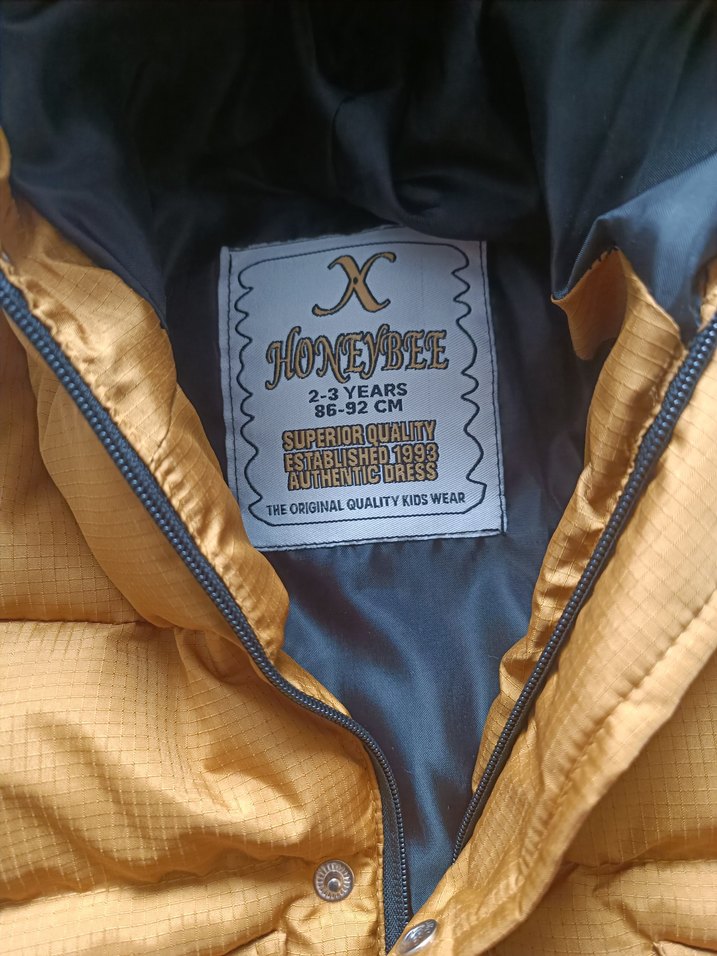 X
HONEYBEE
2-3 YEARS
86-92 CM
SUPERIOR QUALITY
ESTABLISHED 1993
AUTHENTIC DRESS
THE ORIGINAL QUALITY KIDS WEAR